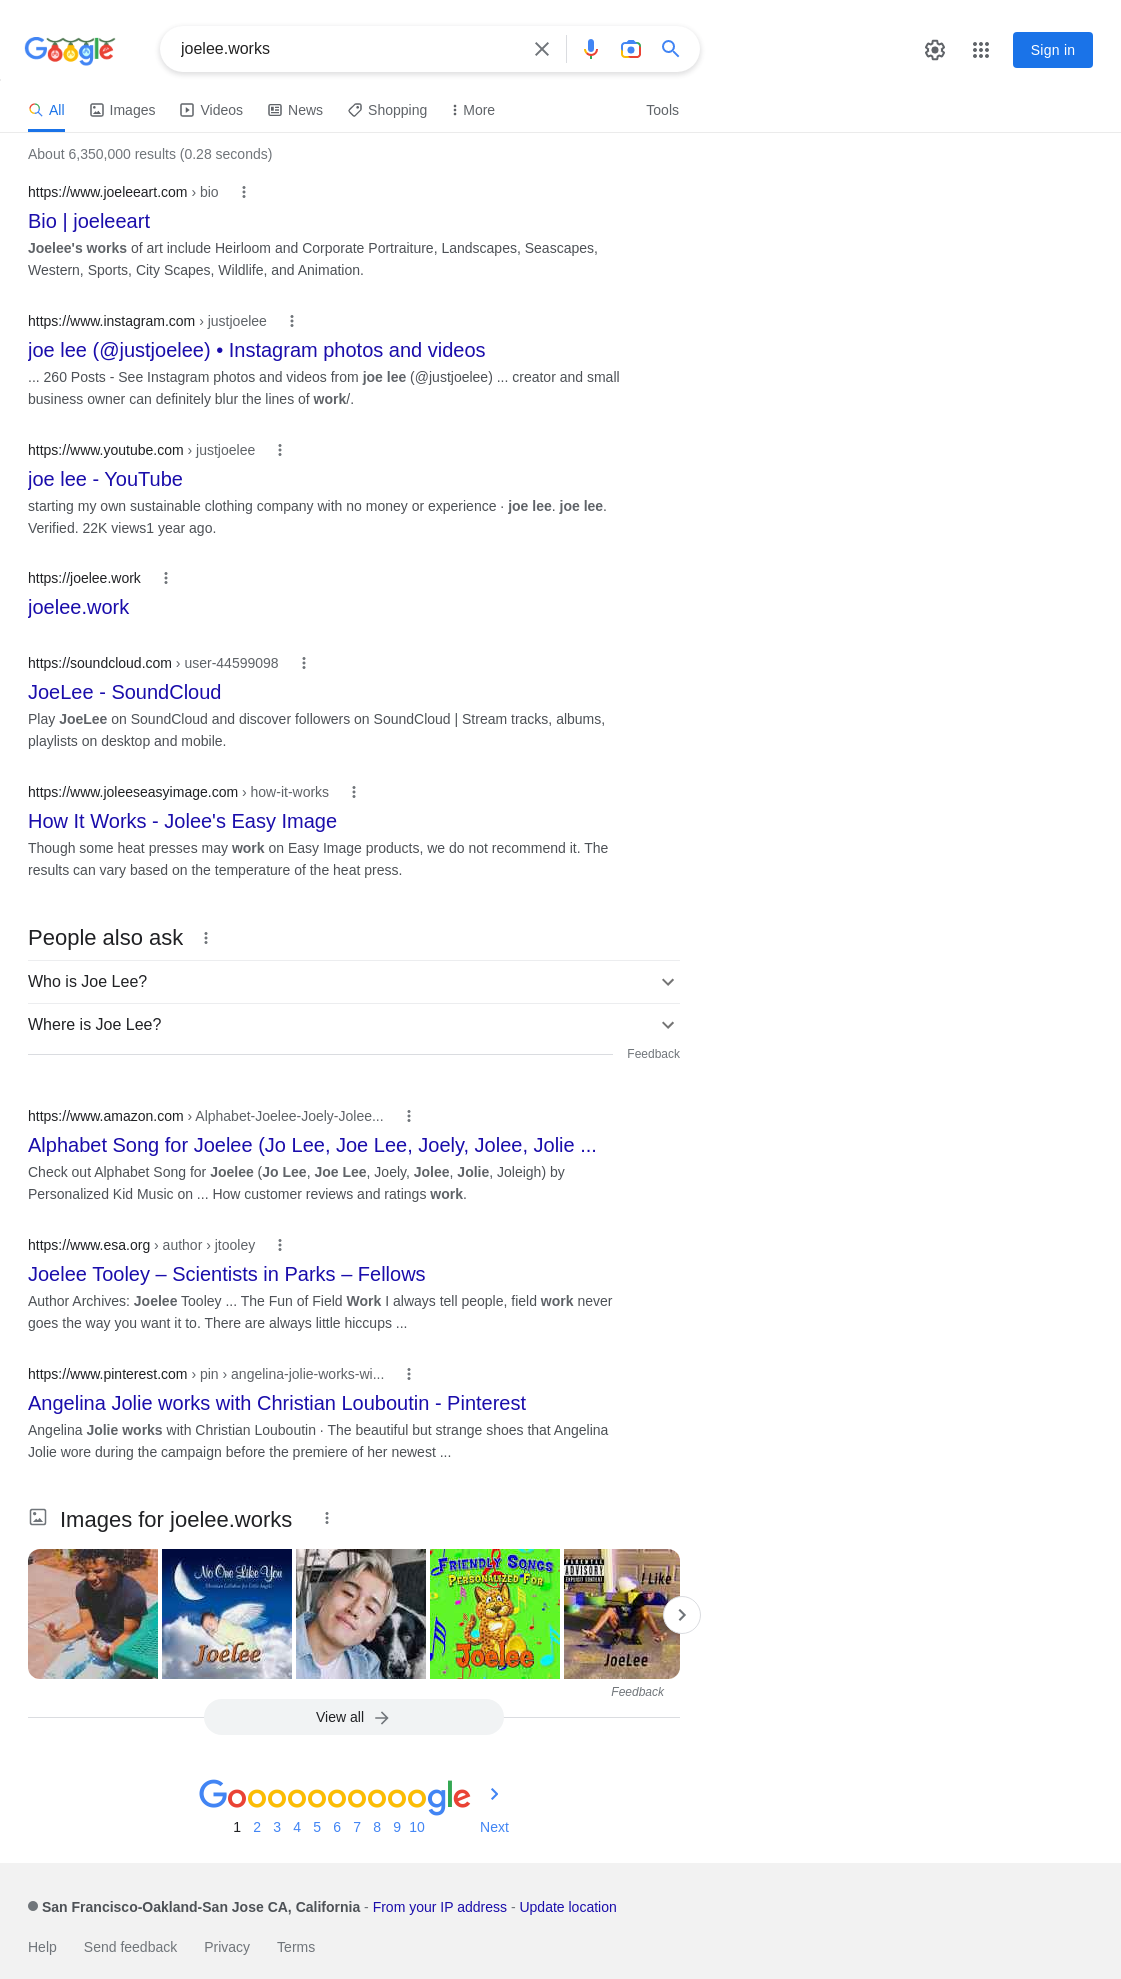 Google
joelee.works
Sign in
All Images Videos News Shopping More Tools
About 6,350,000 results (0.28 seconds)
https://www.joeleeart.com › bio
Bio | joeleeart
Joelee's works of art include Heirloom and Corporate Portraiture, Landscapes, Seascapes,
Western, Sports, City Scapes, Wildlife, and Animation.
https://www.instagram.com › justjoelee
joe lee (@justjoelee) • Instagram photos and videos
... 260 Posts - See Instagram photos and videos from joe lee (@justjoelee) ... creator and small
business owner can definitely blur the lines of work/.
https://www.youtube.com › justjoelee
joe lee - YouTube
starting my own sustainable clothing company with no money or experience · joe lee. joe lee.
Verified. 22K views1 year ago.
https://joelee.work
joelee.work
https://soundcloud.com › user-44599098
JoeLee - SoundCloud
Play JoeLee on SoundCloud and discover followers on SoundCloud | Stream tracks, albums,
playlists on desktop and mobile.
https://www.joleeseasyimage.com › how-it-works
How It Works - Jolee's Easy Image
Though some heat presses may work on Easy Image products, we do not recommend it. The
results can vary based on the temperature of the heat press.
People also ask
Who is Joe Lee?
Where is Joe Lee?
Feedback
https://www.amazon.com › Alphabet-Joelee-Joely-Jolee...
Alphabet Song for Joelee (Jo Lee, Joe Lee, Joely, Jolee, Jolie ...
Check out Alphabet Song for Joelee (Jo Lee, Joe Lee, Joely, Jolee, Jolie, Joleigh) by
Personalized Kid Music on ... How customer reviews and ratings work.
https://www.esa.org › author › jtooley
Joelee Tooley – Scientists in Parks – Fellows
Author Archives: Joelee Tooley ... The Fun of Field Work I always tell people, field work never
goes the way you want it to. There are always little hiccups ...
https://www.pinterest.com › pin › angelina-jolie-works-wi...
Angelina Jolie works with Christian Louboutin - Pinterest
Angelina Jolie works with Christian Louboutin · The beautiful but strange shoes that Angelina
Jolie wore during the campaign before the premiere of her newest ...
Images for joelee.works
No One Like You
Christian Lullabies for Little Angels
Joelee
FRIENDLY SONGS
PERSONALIZED FOR
Joelee
PARENTAL
ADVISORY
EXPLICIT CONTENT
I Like
JoeLee
Feedback
View all
Goooooooooogle
1 2 3 4 5 6 7 8 9 10 Next
San Francisco-Oakland-San Jose CA, California - From your IP address - Update location
Help Send feedback Privacy Terms